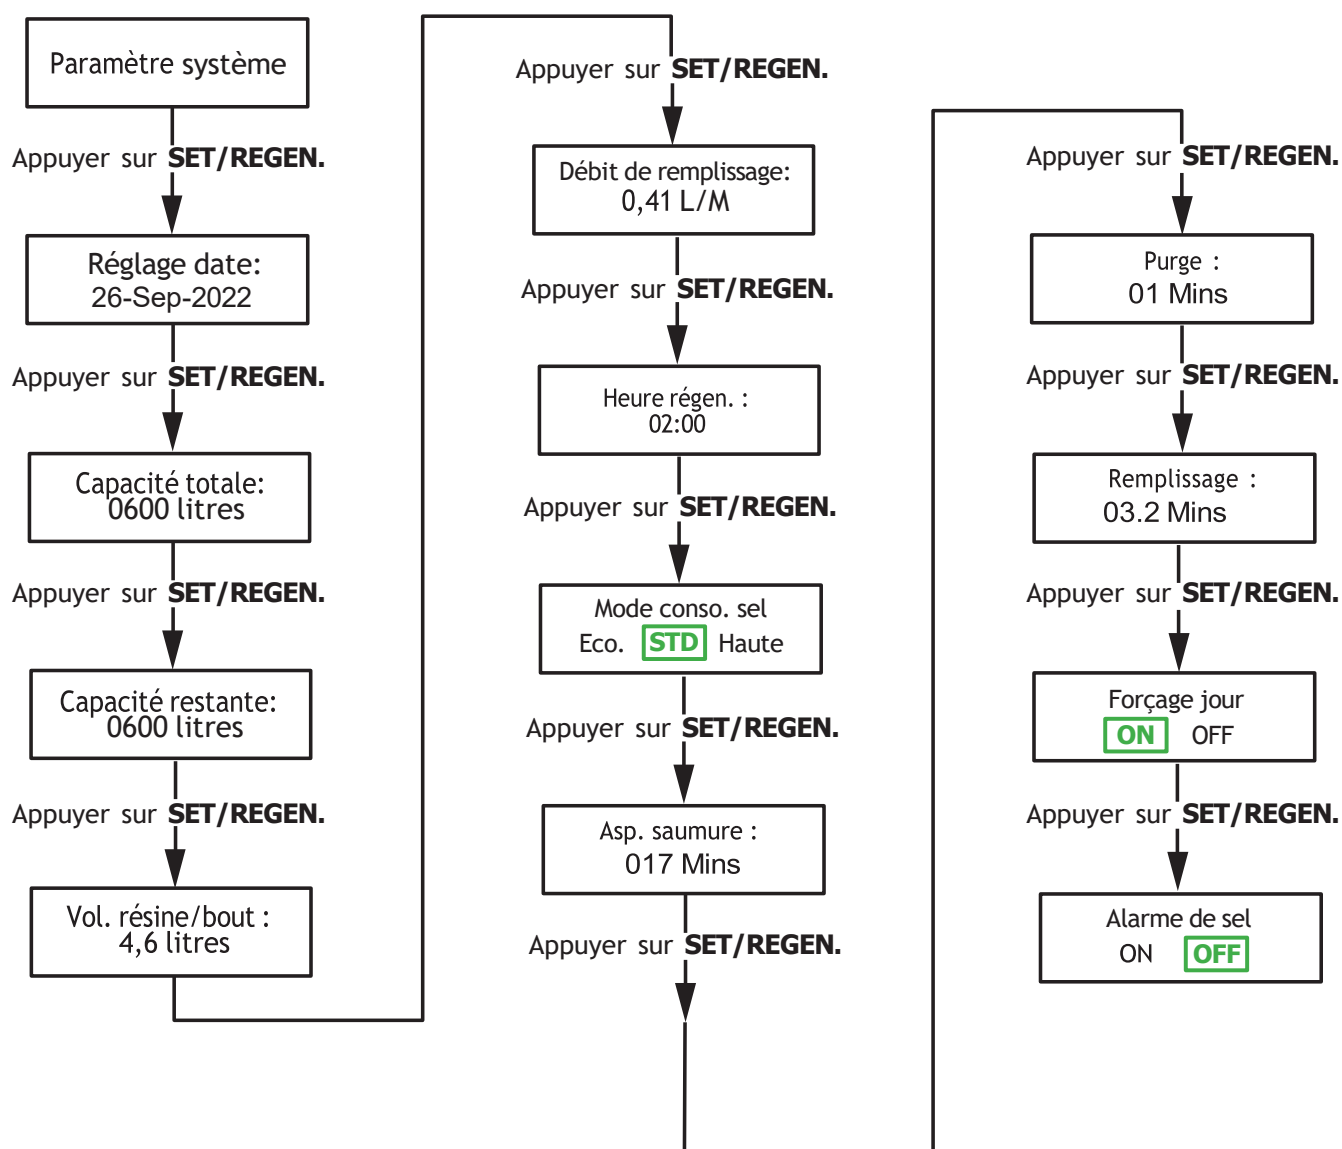 Paramètre système
Appuyer sur SET/REGEN.
Réglage date:
26-Sep-2022
Appuyer sur SET/REGEN.
Capacité totale:
0600 litres
Appuyer sur SET/REGEN.
Capacité restante:
0600 litres
Appuyer sur SET/REGEN.
Vol. résine/bout :
4,6 litres
Appuyer sur SET/REGEN.
Débit de remplissage:
0,41 L/M
Appuyer sur SET/REGEN.
Heure régen. :
02:00
Appuyer sur SET/REGEN.
Mode conso. sel
Eco. STD Haute
Appuyer sur SET/REGEN.
Asp. saumure :
017 Mins
Appuyer sur SET/REGEN.
Appuyer sur SET/REGEN.
Purge :
01 Mins
Appuyer sur SET/REGEN.
Remplissage :
03.2 Mins
Appuyer sur SET/REGEN.
Forçage jour
ON OFF
Appuyer sur SET/REGEN.
Alarme de sel
ON OFF